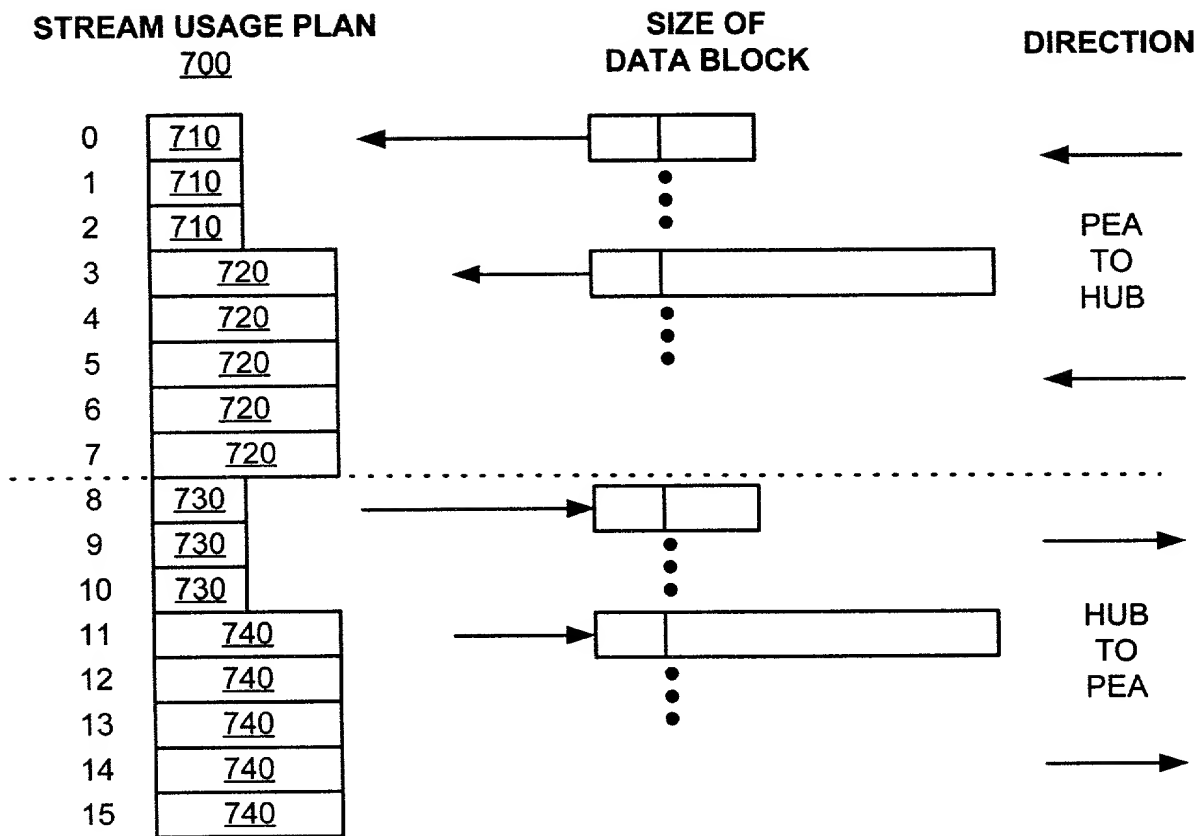 STREAM USAGE PLAN
700
SIZE OF
DATA BLOCK
DIRECTION
0 710
1 710
2 710
3 720
4 720
5 720
6 720
7 720
PEA
TO
HUB
8 730
9 730
10 730
11 740
12 740
13 740
14 740
15 740
HUB
TO
PEA